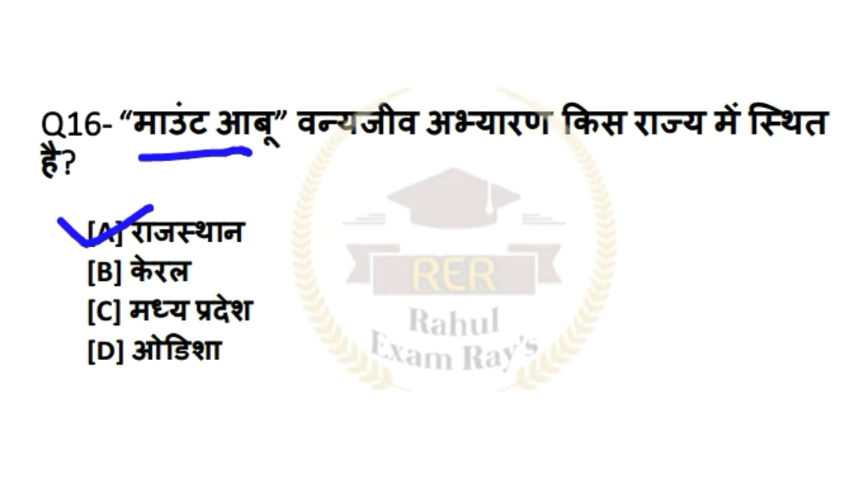 Q16- “माउंट आबू” वन्यजीव अभ्यारण किस राज्य में स्थित
है?
[A] राजस्थान
[B] केरल
[C] मध्य प्रदेश
[D] ओडिशा
RER
Rahul
Exam Ray's